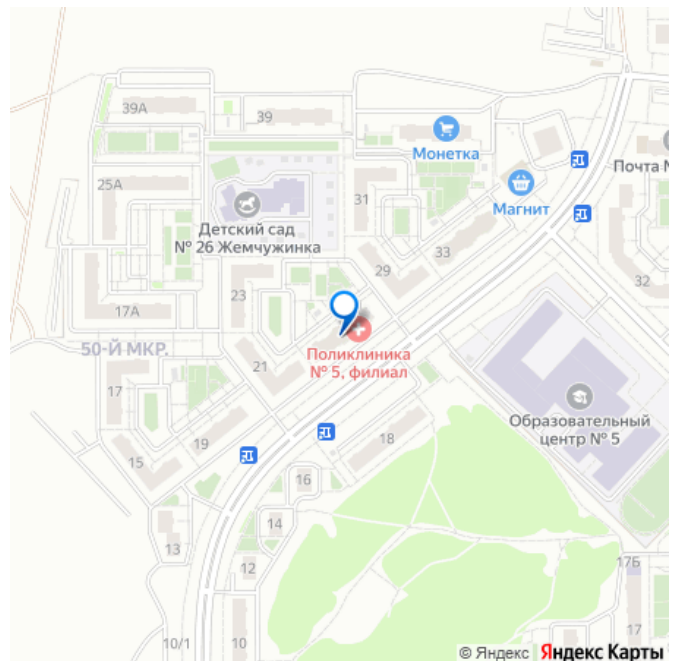 39А
39
Монетка
Почта №
25А
31
Магнит
Детский сад
№ 26 Жемчужинка
33
29
32
23
17А
50-Й МКР.
Поликлиника
№ 5, филиал
21
17
Образовательный
центр № 5
19
18
15
16
14
13
12
17Б
10/1
10
17
© Яндекс Яндекс Карты